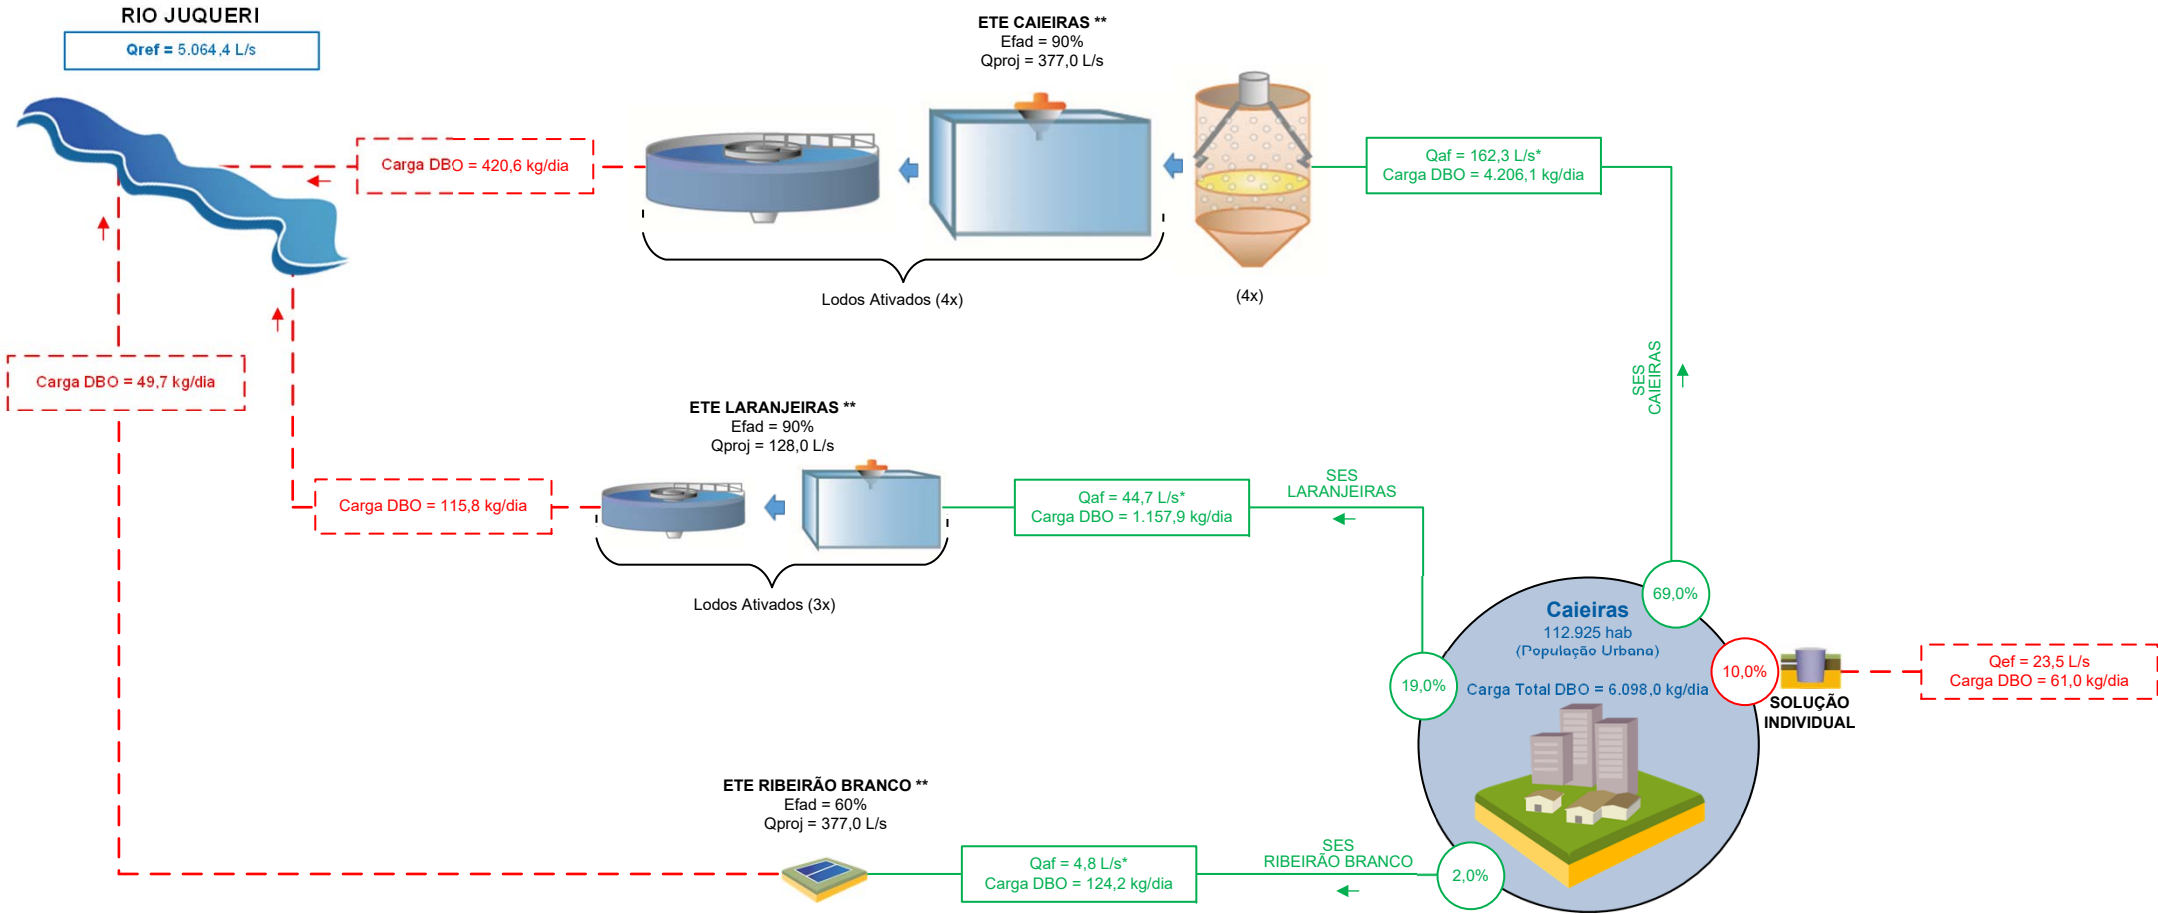 RIO JUQUERI
Qref = 5.064,4 L/s
ETE CAIEIRAS **
Efad = 90%
Qproj = 377,0 L/s
Carga DBO = 420,6 kg/dia
Qaf = 162,3 L/s*
Carga DBO = 4.206,1 kg/dia
Lodos Ativados (4x)
(4x)
SES
CAIEIRAS
Carga DBO = 49,7 kg/dia
ETE LARANJEIRAS **
Efad = 90%
Qproj = 128,0 L/s
Carga DBO = 115,8 kg/dia
Qaf = 44,7 L/s*
Carga DBO = 1.157,9 kg/dia
SES
LARANJEIRAS
Lodos Ativados (3x)
69,0%
Caieiras
112.925 hab
(População Urbana)
Carga Total DBO = 6.098,0 kg/dia
19,0%
10,0%
SOLUÇÃO
INDIVIDUAL
Qef = 23,5 L/s
Carga DBO = 61,0 kg/dia
ETE RIBEIRÃO BRANCO **
Efad = 60%
Qproj = 377,0 L/s
Qaf = 4,8 L/s*
Carga DBO = 124,2 kg/dia
SES
RIBEIRÃO BRANCO
2,0%